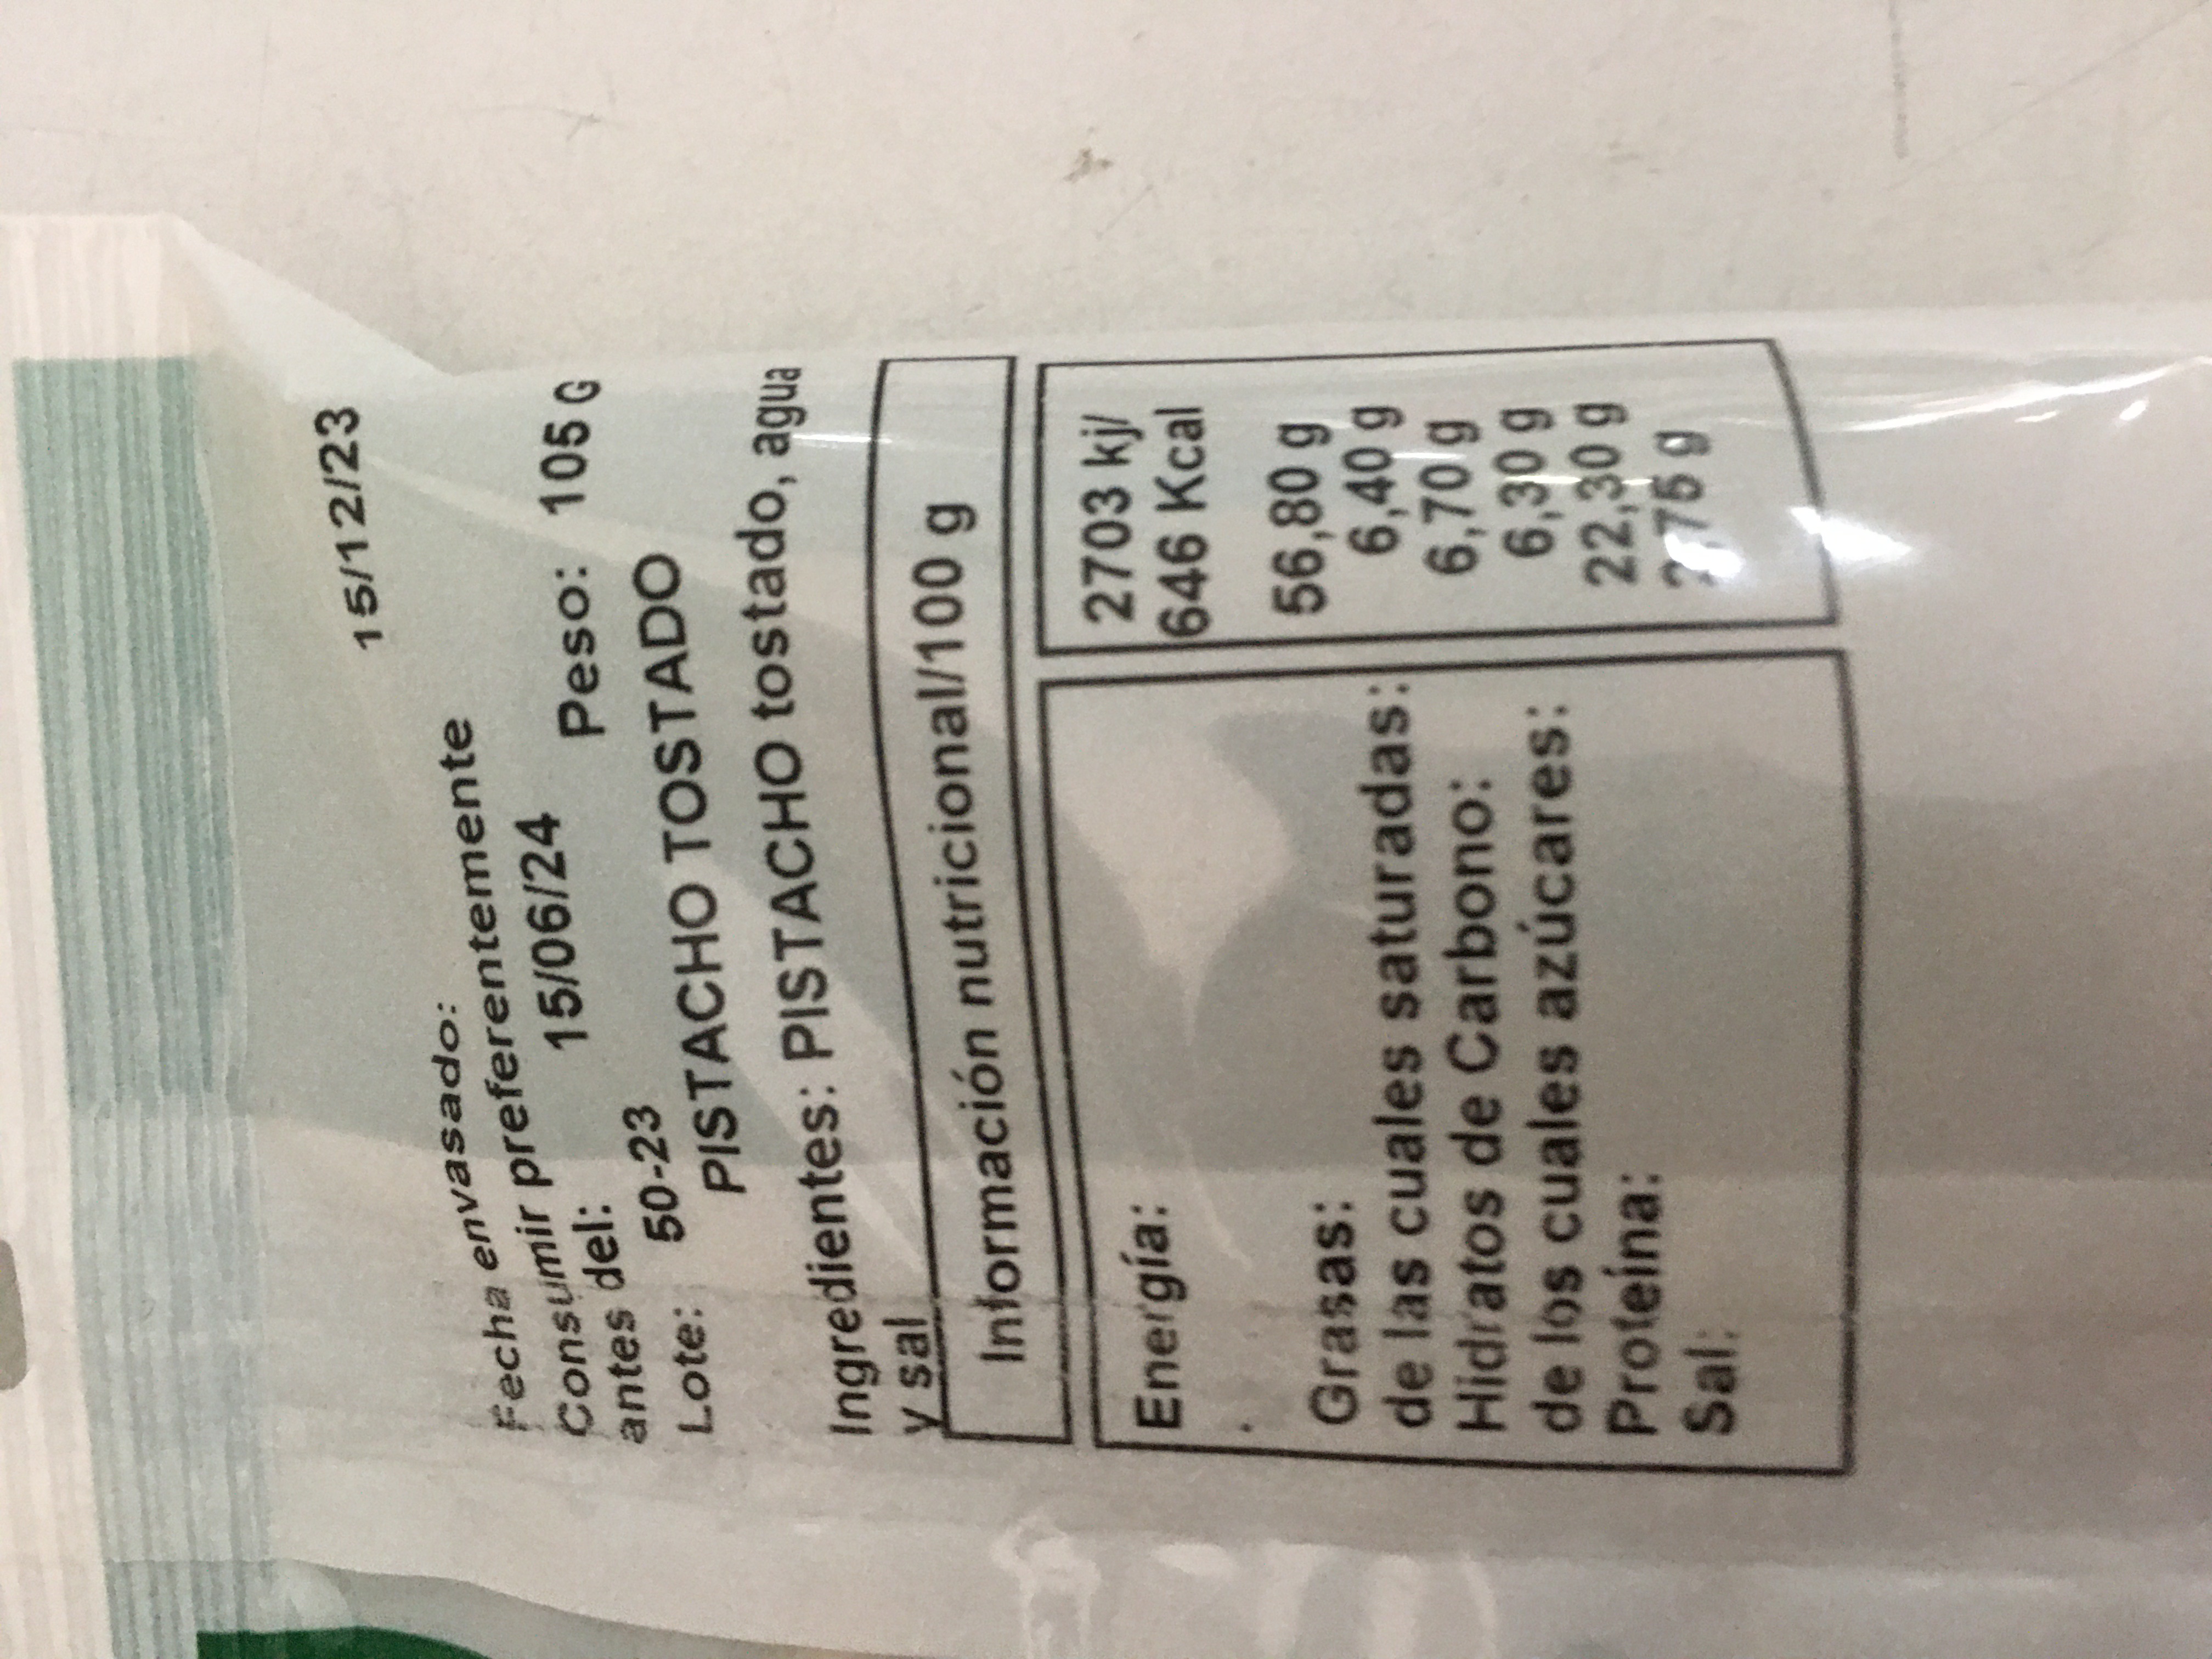 15/12/23
Fecha envasado:
Consumir preferentemente
antes del: 15/06/24
Peso: 105 G
Lote: 50-23
PISTACHO TOSTADO
Ingredientes: PISTACHO tostado, agua
y sal
Información nutricional/100 g
Energía: 2703 kj/
646 Kcal
Grasas: 56,80 g
de las cuales saturadas: 6,40 g
Hidratos de Carbono: 6,70 g
de los cuales azúcares: 6,30 g
Proteína: 22,30 g
Sal: 2,75 g